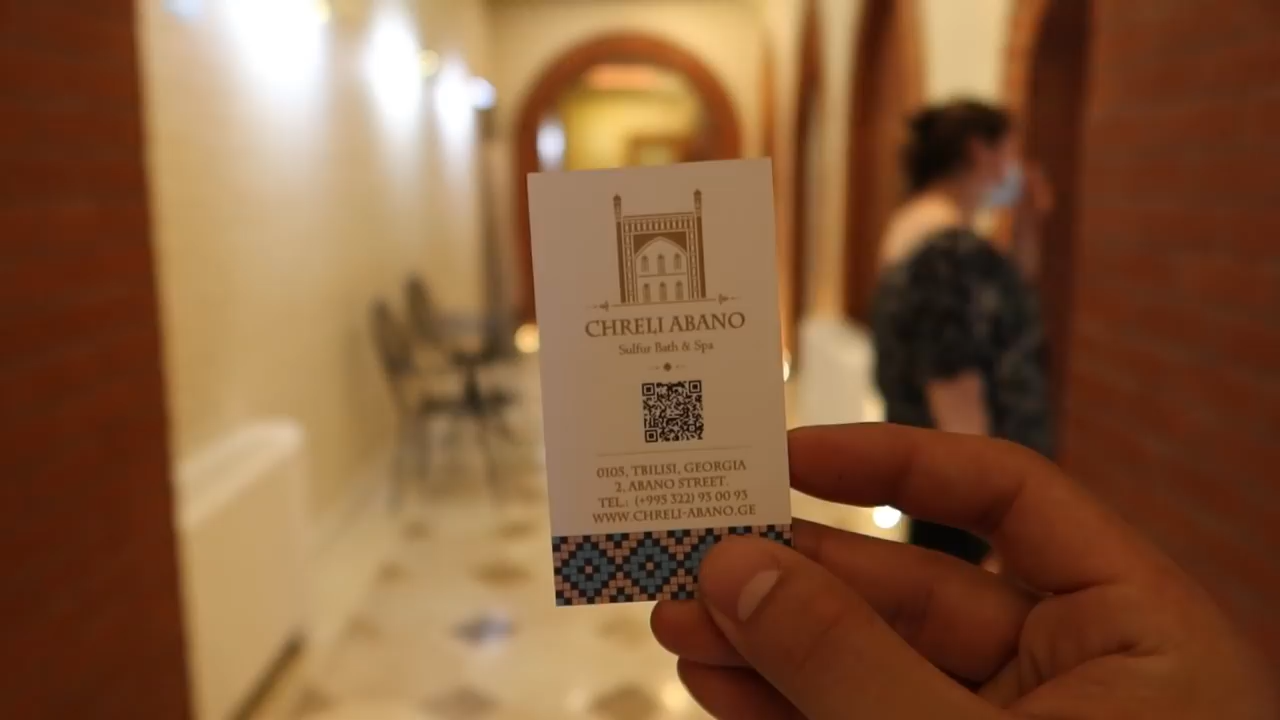 CHRELI ABANO
Sulfur Bath & Spa
0105, TBILISI, GEORGIA
2, ABANO STREET.
TEL.: (+995 322) 93 00 93
WWW.CHRELI-ABANO.GE